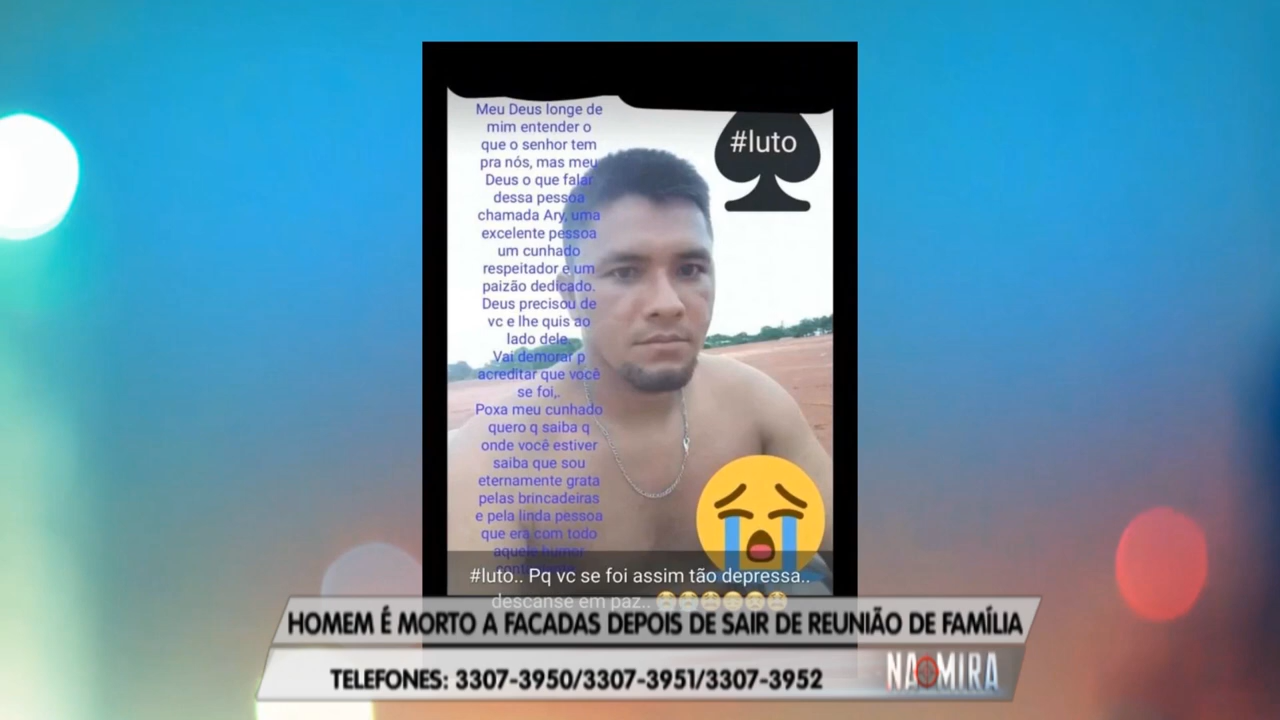 Meu Deus longe de
mim entender o
que o senhor tem
pra nós, mas meu
Deus o que falar
dessa pessoa
chamada Ary, uma
excelente pessoa
um cunhado
respeitador e um
paizão dedicado.
Deus precisou de
vc e lhe quis ao
lado dele.
Vai demorar p
acreditar que você
se foi,.
Poxa meu cunhado
quero q saiba q
onde você estiver
saiba que sou
eternamente grata
pelas brincadeiras
e pela linda pessoa
que era com todo
aquele humor
#luto
#luto.. Pq vc se foi assim tão depressa..
descanse em paz..
HOMEM É MORTO A FACADAS DEPOIS DE SAIR DE REUNIÃO DE FAMÍLIA
TELEFONES: 3307-3950/3307-3951/3307-3952
NA MIRA